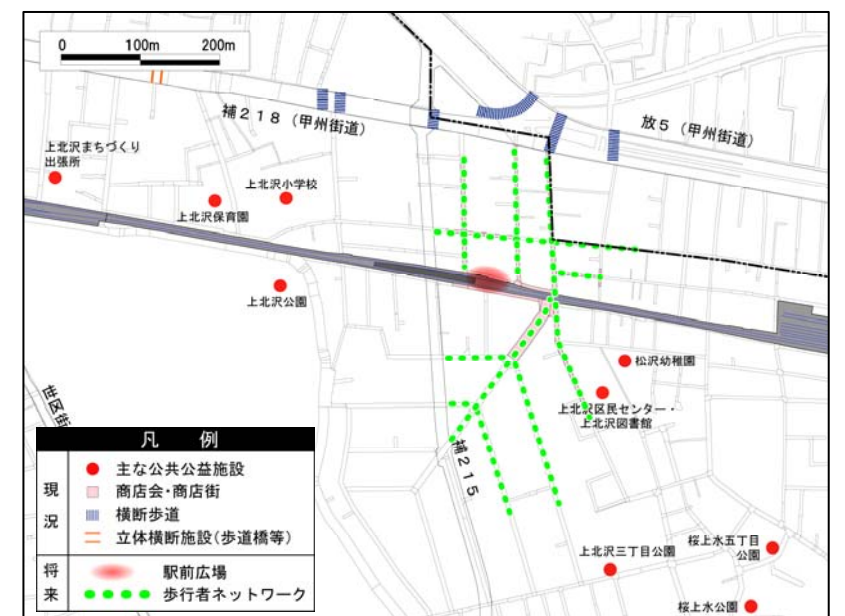 0 100m 200m
補218（甲州街道）
放5（甲州街道）
上北沢まちづくり
出張所
上北沢小学校
上北沢保育園
上北沢公園
松沢幼稚園
上北沢区民センター・
上北沢図書館
世区街
補215
上北沢三丁目公園
桜上水五丁目
公園
桜上水公園
凡 例
現況
主な公共公益施設
商店会・商店街
横断歩道
立体横断施設（歩道橋等）
将来
駅前広場
歩行者ネットワーク